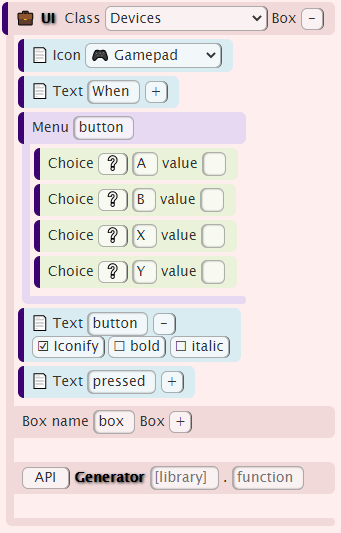 UI Class Devices Box -
Icon Gamepad
Text When +
Menu button
Choice ? A value
Choice ? B value
Choice ? X value
Choice ? Y value
Text button -
Iconify bold italic
Text pressed +
Box name box Box +
API Generator [library] . function